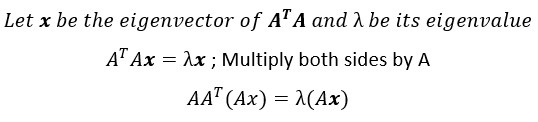 Let x be the eigenvector of AᵀA and λ be its eigenvalue
AᵀAx = λx ; Multiply both sides by A
AAᵀ(Ax) = λ(Ax)